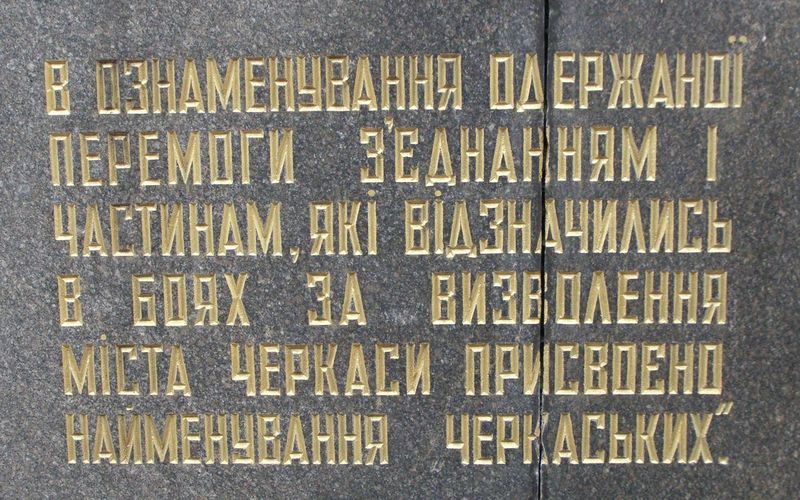 В ОЗНАМЕНУВАННЯ ОДЕРЖАНОЇ
ПЕРЕМОГИ З'ЄДНАННЯМ І
ЧАСТИНАМ, ЯКІ ВІДЗНАЧИЛИСЬ
В БОЯХ ЗА ВИЗВОЛЕННЯ
МІСТА ЧЕРКАСИ ПРИСВОЄНО
НАЙМЕНУВАННЯ ЧЕРКАСЬКИХ."